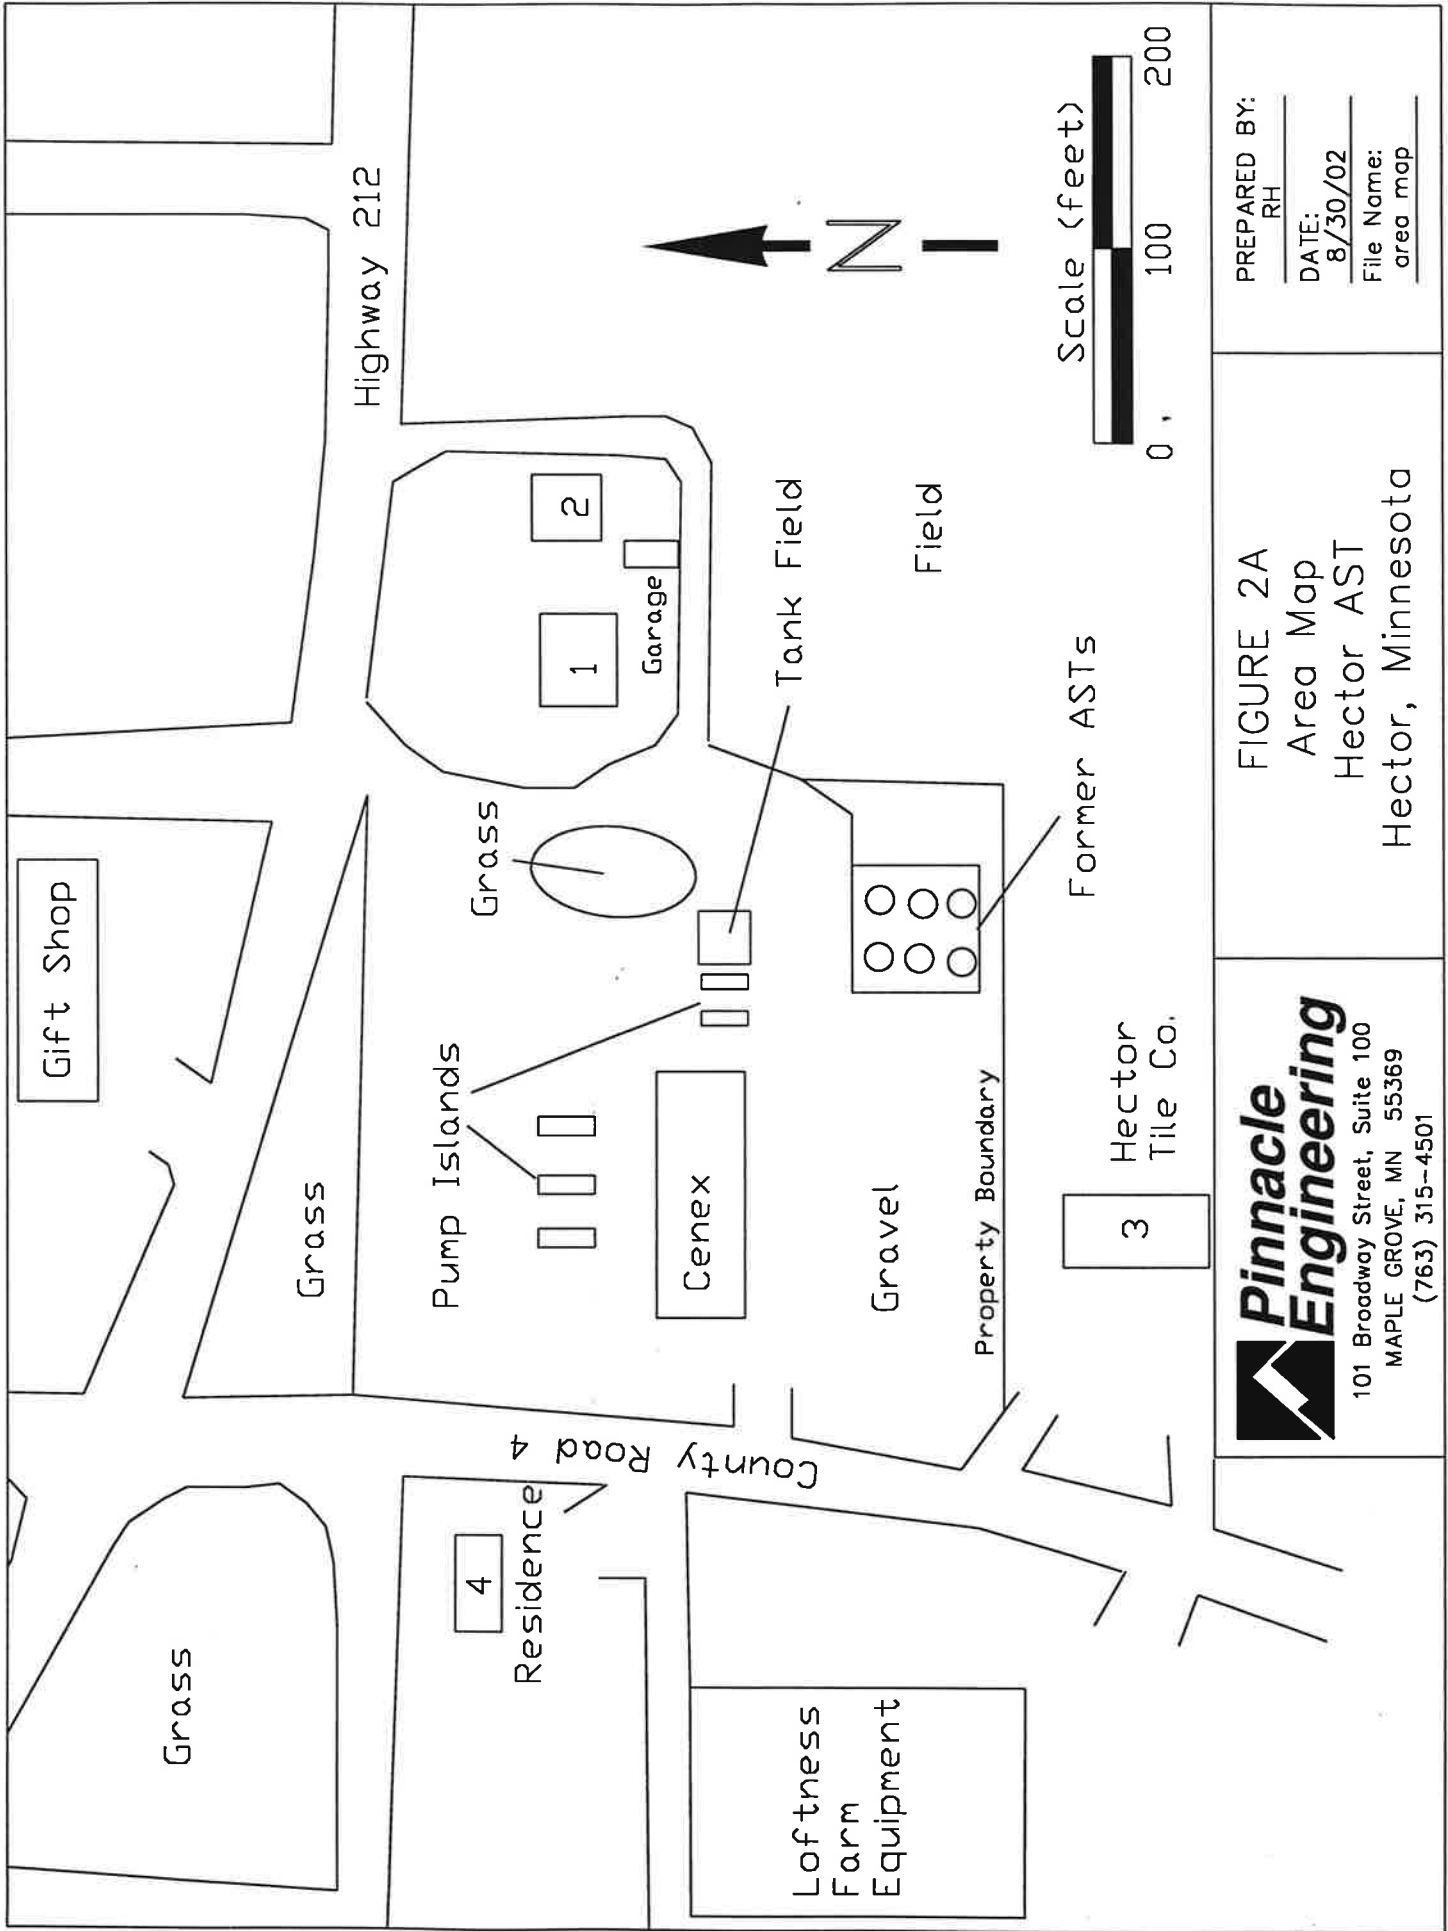 Gift Shop
Grass
Grass
Highway 212
Pump Islands
Grass
County Road 4
4
Residence
1
2
Garage
Cenex
Tank Field
Gravel
Field
Loftness
Farm
Equipment
Property Boundary
Former ASTs
N
Hector
Tile Co.
3
Scale (feet)
0
100
200
Pinnacle
Engineering
101 Broadway Street, Suite 100
MAPLE GROVE, MN 55369
(763) 315-4501
FIGURE 2A
Area Map
Hector AST
Hector, Minnesota
PREPARED BY:
RH
DATE:
8/30/02
File Name:
area map